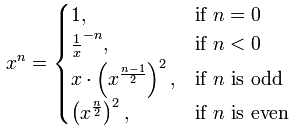 x^n = { 1, if n = 0
1/x^{-n}, if n < 0
x · (x^{(n-1)/2})^2, if n is odd
(x^{n/2})^2, if n is even